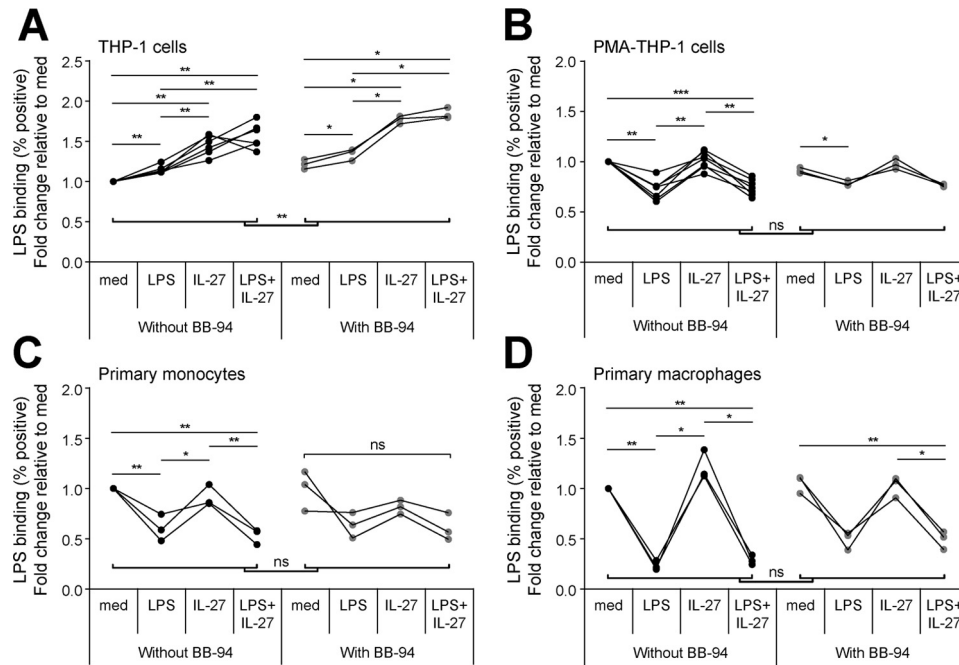 A
THP-1 cells
LPS binding (% positive)
Fold change relative to med
2.5
2.0
1.5
1.0
0.5
0.0
**
**
**
**
**
*
*
*
*
*
**
med LPS IL-27 LPS+ IL-27 med LPS IL-27 LPS+ IL-27
Without BB-94 With BB-94
B
PMA-THP-1 cells
LPS binding (% positive)
Fold change relative to med
2.0
1.5
1.0
0.5
0.0
***
** ** **
*
ns
med LPS IL-27 LPS+ IL-27 med LPS IL-27 LPS+ IL-27
Without BB-94 With BB-94
C
Primary monocytes
LPS binding (% positive)
Fold change relative to med
2.0
1.5
1.0
0.5
0.0
**
** * **
ns
ns
med LPS IL-27 LPS+ IL-27 med LPS IL-27 LPS+ IL-27
Without BB-94 With BB-94
D
Primary macrophages
LPS binding (% positive)
Fold change relative to med
2.0
1.5
1.0
0.5
0.0
**
** * *
**
*
ns
med LPS IL-27 LPS+ IL-27 med LPS IL-27 LPS+ IL-27
Without BB-94 With BB-94